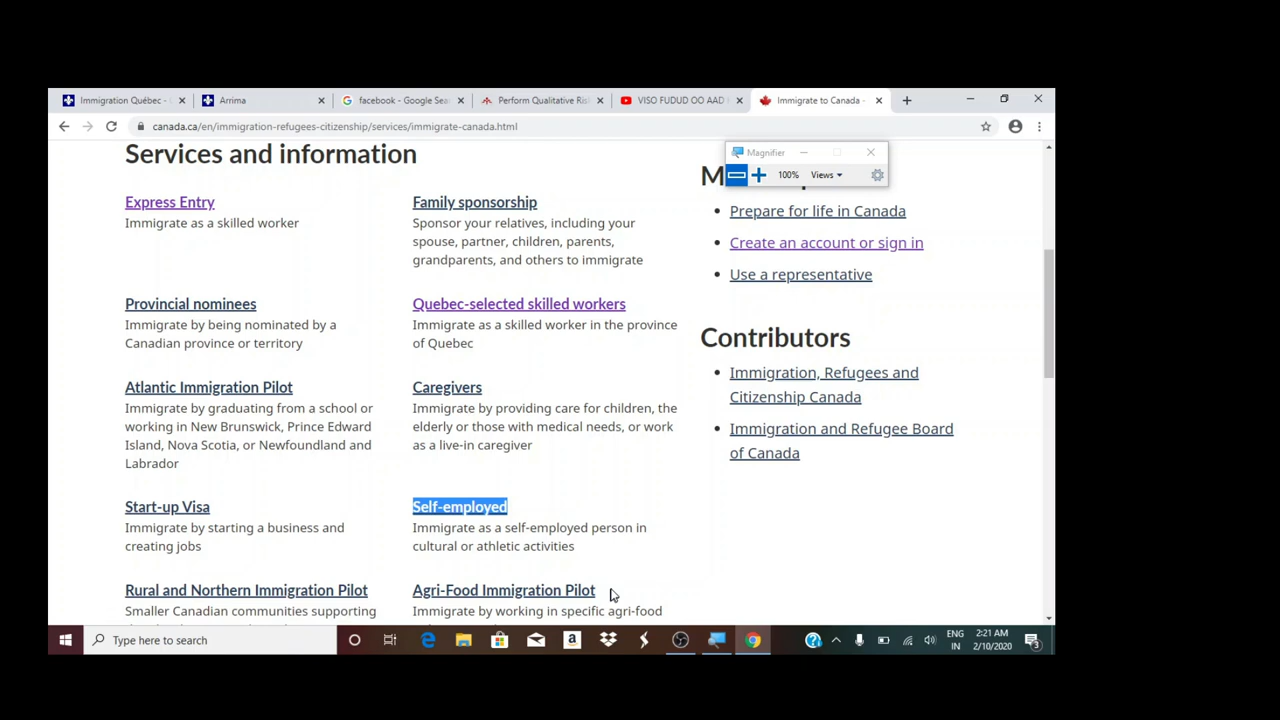 Immigration Québec -
Arrima
facebook - Google Sea
Perform Qualitative Ris
VISO FUDUD OO AAD
Immigrate to Canada -
canada.ca/en/immigration-refugees-citizenship/services/immigrate-canada.html
Magnifier
100%
Views
Services and information
Express Entry
Immigrate as a skilled worker
Family sponsorship
Sponsor your relatives, including your
spouse, partner, children, parents,
grandparents, and others to immigrate
Provincial nominees
Immigrate by being nominated by a
Canadian province or territory
Quebec-selected skilled workers
Immigrate as a skilled worker in the province
of Quebec
Atlantic Immigration Pilot
Immigrate by graduating from a school or
working in New Brunswick, Prince Edward
Island, Nova Scotia, or Newfoundland and
Labrador
Caregivers
Immigrate by providing care for children, the
elderly or those with medical needs, or work
as a live-in caregiver
Start-up Visa
Immigrate by starting a business and
creating jobs
Self-employed
Immigrate as a self-employed person in
cultural or athletic activities
Rural and Northern Immigration Pilot
Smaller Canadian communities supporting
Agri-Food Immigration Pilot
Immigrate by working in specific agri-food
Prepare for life in Canada
Create an account or sign in
Use a representative
Contributors
Immigration, Refugees and
Citizenship Canada
Immigration and Refugee Board
of Canada
Type here to search
ENG
IN
2:21 AM
2/10/2020
3